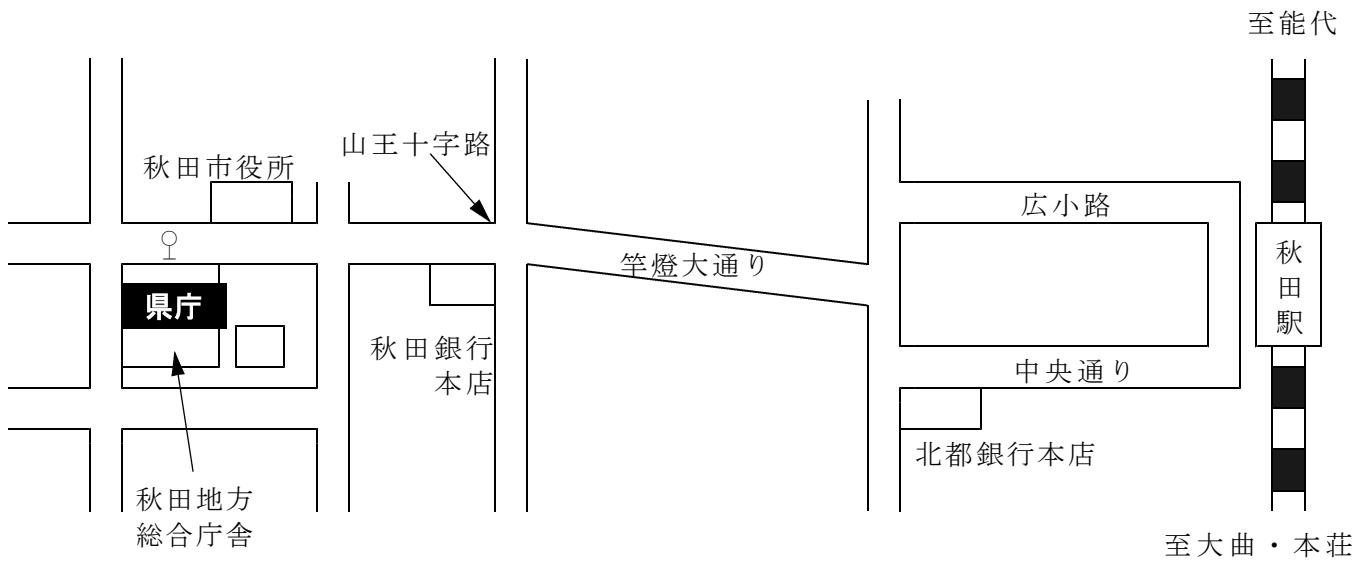 至能代
山王十字路
秋田市役所
広小路
竿燈大通り
秋田駅
県庁
秋田銀行
本店
中央通り
北都銀行本店
秋田地方
総合庁舎
至大曲・本荘